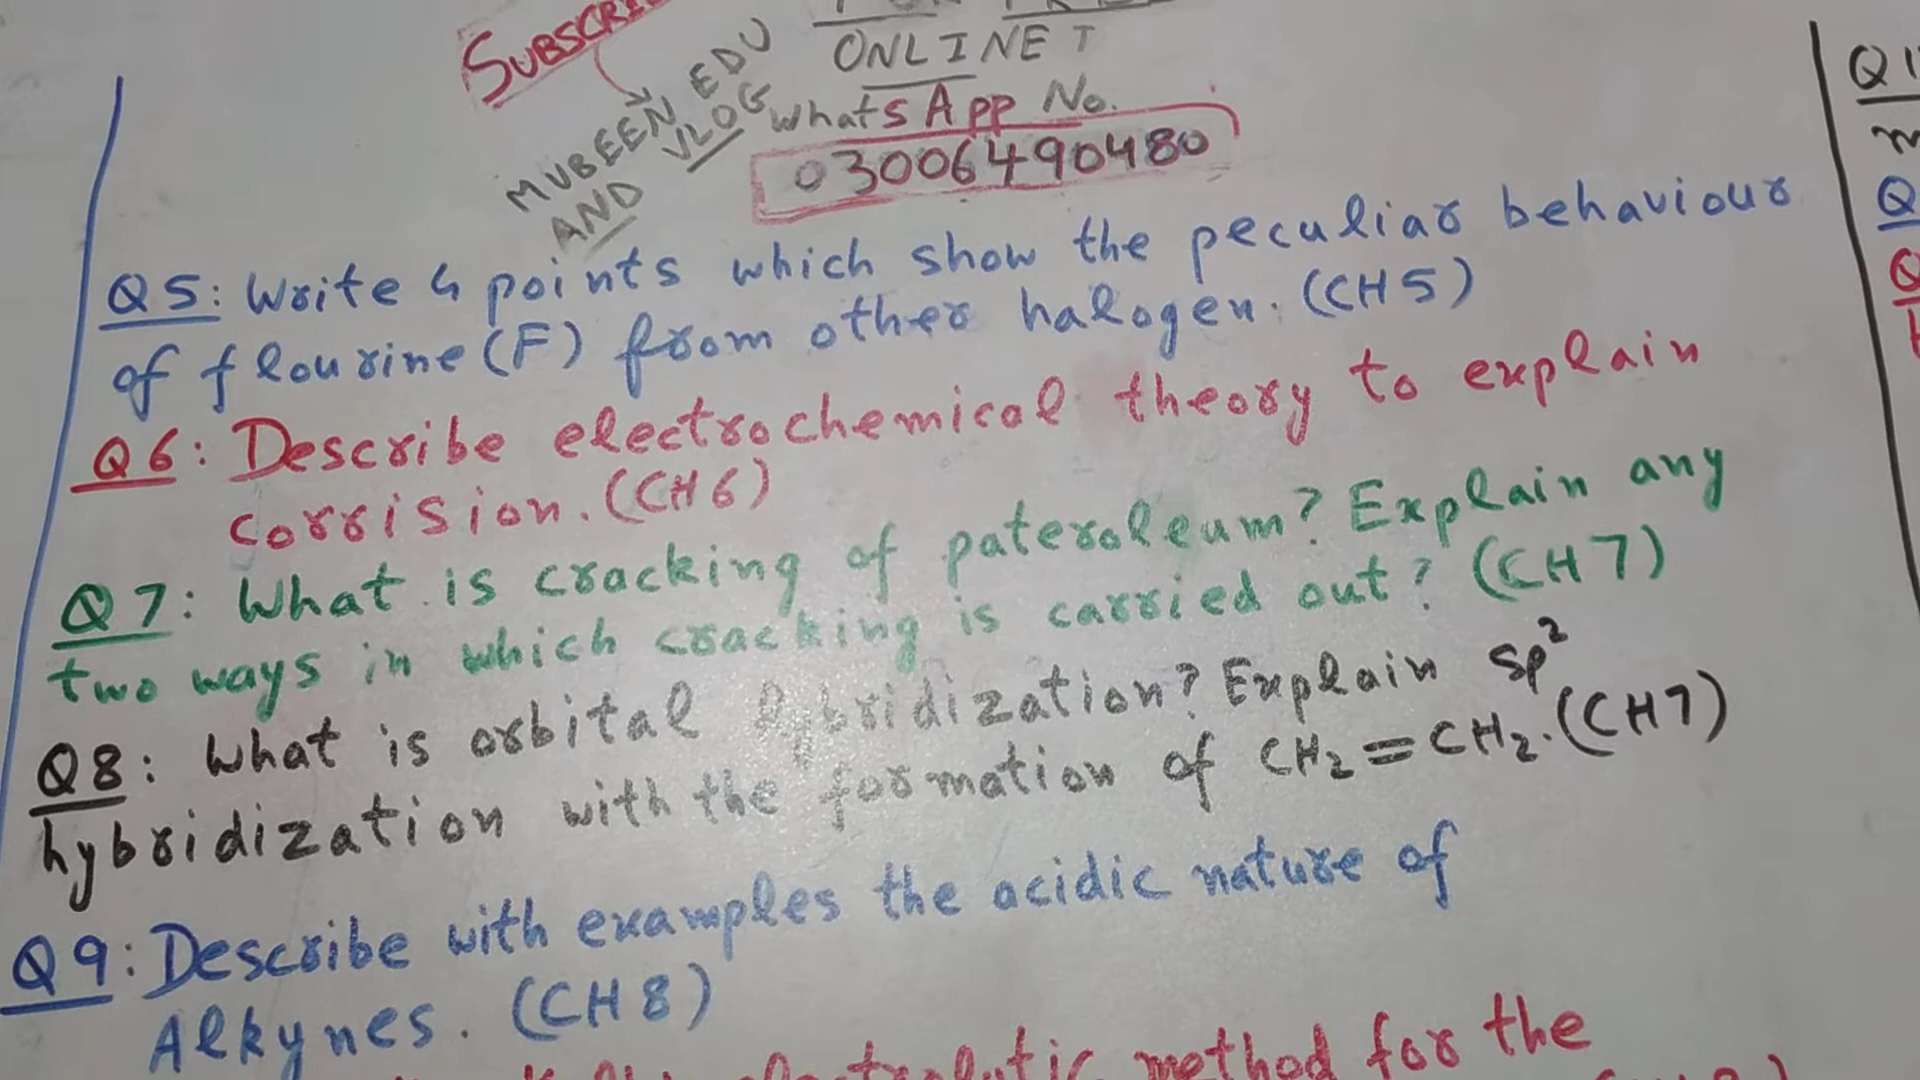 SUBSCRI
MUBEEN EDU
AND VLOG
ONLINE T
WhatsApp No.
03006490480
Q5: Write 4 points which show the peculiar behaviour
of flourine (F) from other halogen. (CH5)
Q6: Describe electrochemical theory to explain
corrision. (CH6)
Q7: What is cracking of pateroleum? Explain any
two ways in which cracking is carried out? (CH7)
Q8: What is orbital hybridization? Explain sp²
hybridization with the formation of CH₂=CH₂. (CH7)
Q9: Describe with examples the acidic nature of
Alkynes. (CH8)
method for the
Q1
Q
Q